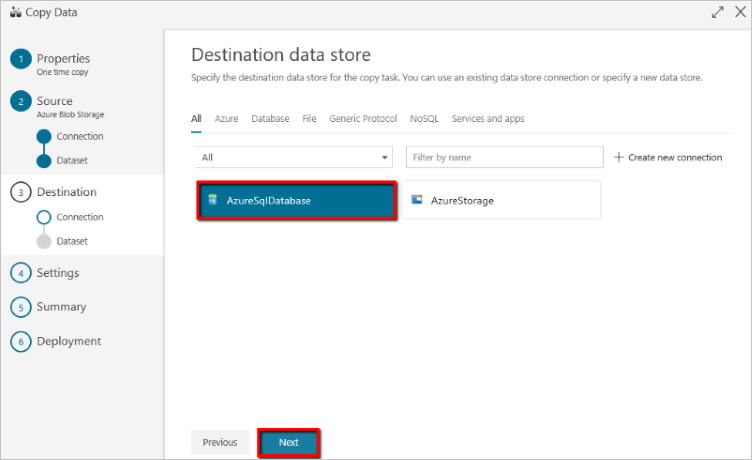 Copy Data
1 Properties
One time copy
2 Source
Azure Blob Storage
Connection
Dataset
3 Destination
Connection
Dataset
4 Settings
5 Summary
6 Deployment
Destination data store
Specify the destination data store for the copy task. You can use an existing data store connection or specify a new data store.
All Azure Database File Generic Protocol NoSQL Services and apps
All Filter by name + Create new connection
AzureSqlDatabase AzureStorage
Previous Next